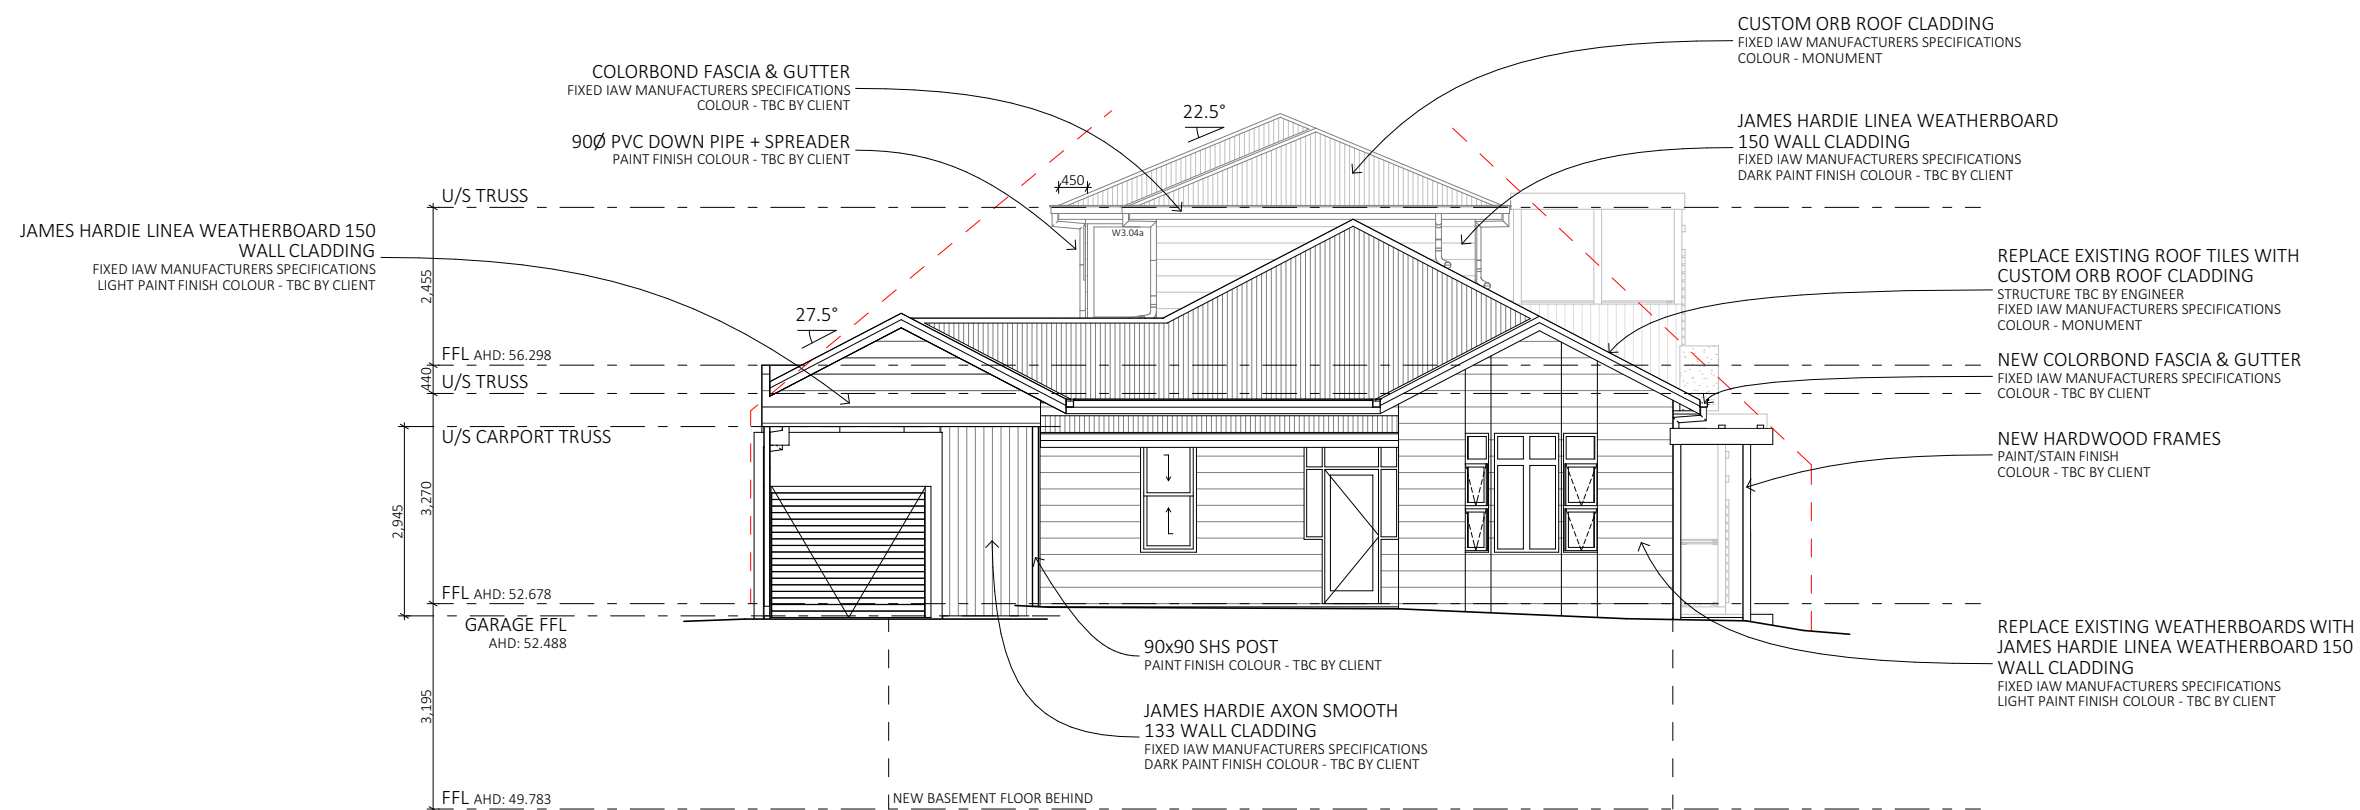 CUSTOM ORB ROOF CLADDING
FIXED IAW MANUFACTURERS SPECIFICATIONS
COLOUR - MONUMENT
COLORBOND FASCIA & GUTTER
FIXED IAW MANUFACTURERS SPECIFICATIONS
COLOUR - TBC BY CLIENT
22.5°
90Ø PVC DOWN PIPE + SPREADER
PAINT FINISH COLOUR - TBC BY CLIENT
JAMES HARDIE LINEA WEATHERBOARD
150 WALL CLADDING
FIXED IAW MANUFACTURERS SPECIFICATIONS
DARK PAINT FINISH COLOUR - TBC BY CLIENT
450
U/S TRUSS
W3.04a
JAMES HARDIE LINEA WEATHERBOARD 150
WALL CLADDING
FIXED IAW MANUFACTURERS SPECIFICATIONS
LIGHT PAINT FINISH COLOUR - TBC BY CLIENT
2,455
REPLACE EXISTING ROOF TILES WITH
CUSTOM ORB ROOF CLADDING
STRUCTURE TBC BY ENGINEER
FIXED IAW MANUFACTURERS SPECIFICATIONS
COLOUR - MONUMENT
27.5°
FFL AHD: 56.298
440
U/S TRUSS
NEW COLORBOND FASCIA & GUTTER
FIXED IAW MANUFACTURERS SPECIFICATIONS
COLOUR - TBC BY CLIENT
U/S CARPORT TRUSS
NEW HARDWOOD FRAMES
PAINT/STAIN FINISH
COLOUR - TBC BY CLIENT
3,270
2,945
FFL AHD: 52.678
GARAGE FFL
AHD: 52.488
90x90 SHS POST
PAINT FINISH COLOUR - TBC BY CLIENT
REPLACE EXISTING WEATHERBOARDS WITH
JAMES HARDIE LINEA WEATHERBOARD 150
WALL CLADDING
FIXED IAW MANUFACTURERS SPECIFICATIONS
LIGHT PAINT FINISH COLOUR - TBC BY CLIENT
3,195
JAMES HARDIE AXON SMOOTH
133 WALL CLADDING
FIXED IAW MANUFACTURERS SPECIFICATIONS
DARK PAINT FINISH COLOUR - TBC BY CLIENT
FFL AHD: 49.783
NEW BASEMENT FLOOR BEHIND